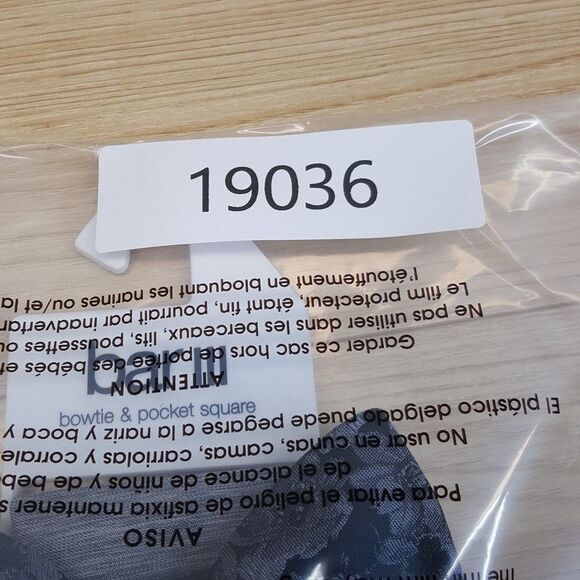 19036
bar III
bowtie & pocket square
AVISO
Para evitar el peligro de asfixia mantener
de el alcance de niños y de bebé
No usar en cunas, camas, carriolas y corrale
El plástico delgado puede pegarse a la nariz y boca y
ATTENTION
Garder ce sac hors de portée des bébés et
Ne pas utiliser dans les berceaux, lits, poussettes ou
Le film protecteur, étant fin, pourrait par inadvertan
l'étouffement en bloquant les narines ou/et la